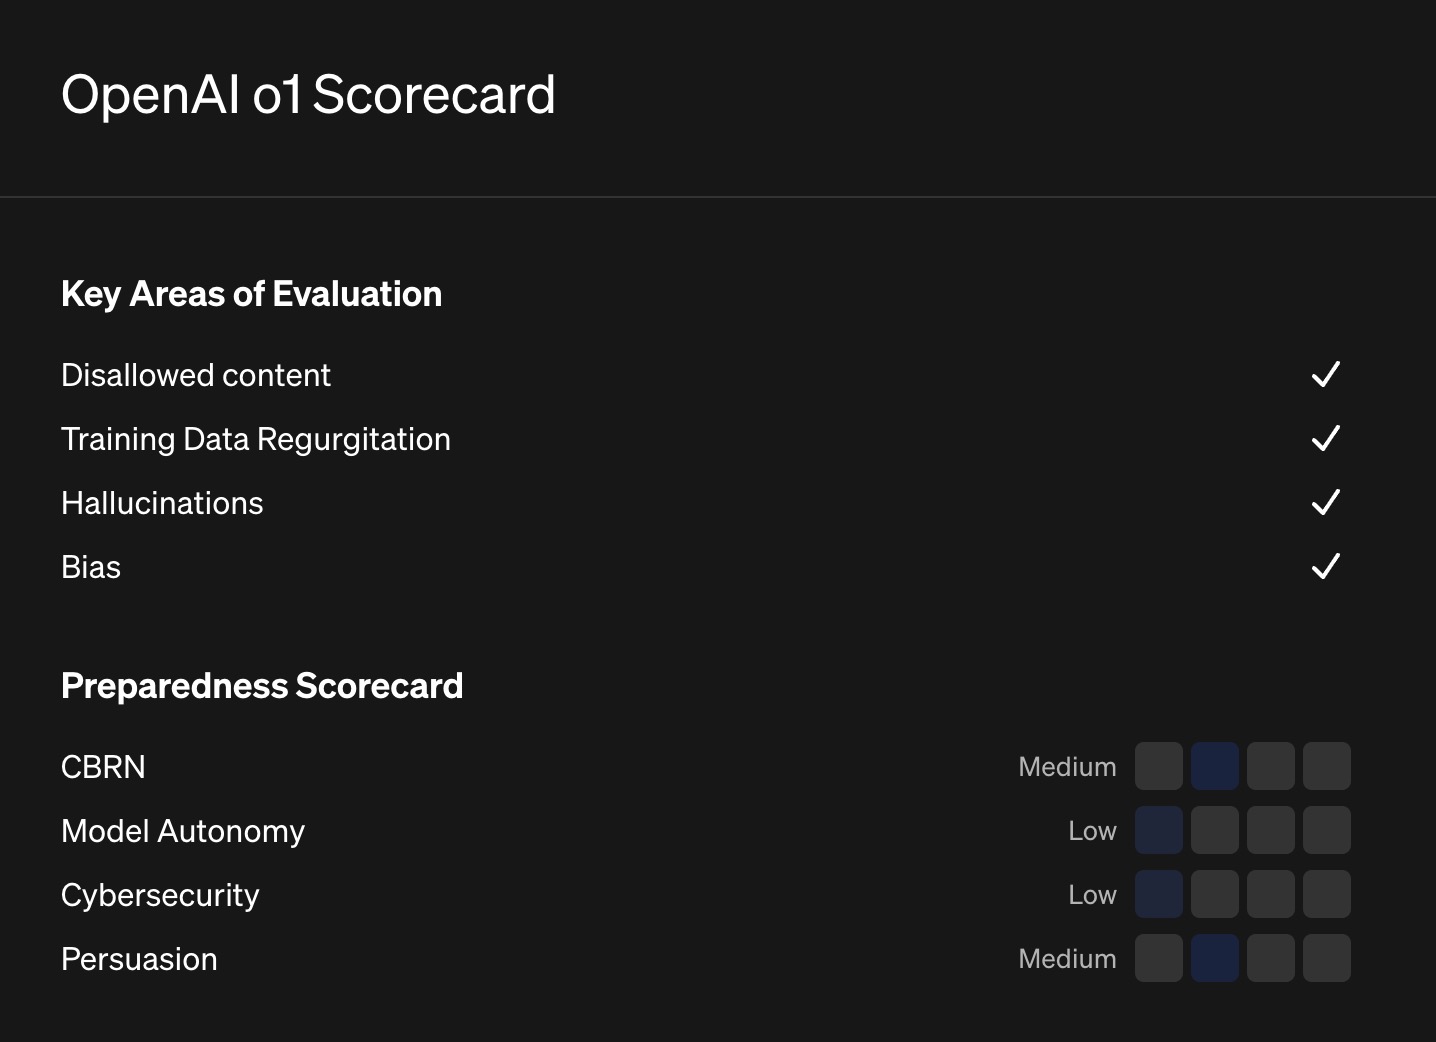 OpenAI o1 Scorecard
Key Areas of Evaluation
Disallowed content
Training Data Regurgitation
Hallucinations
Bias
Preparedness Scorecard
CBRN Medium
Model Autonomy Low
Cybersecurity Low
Persuasion Medium